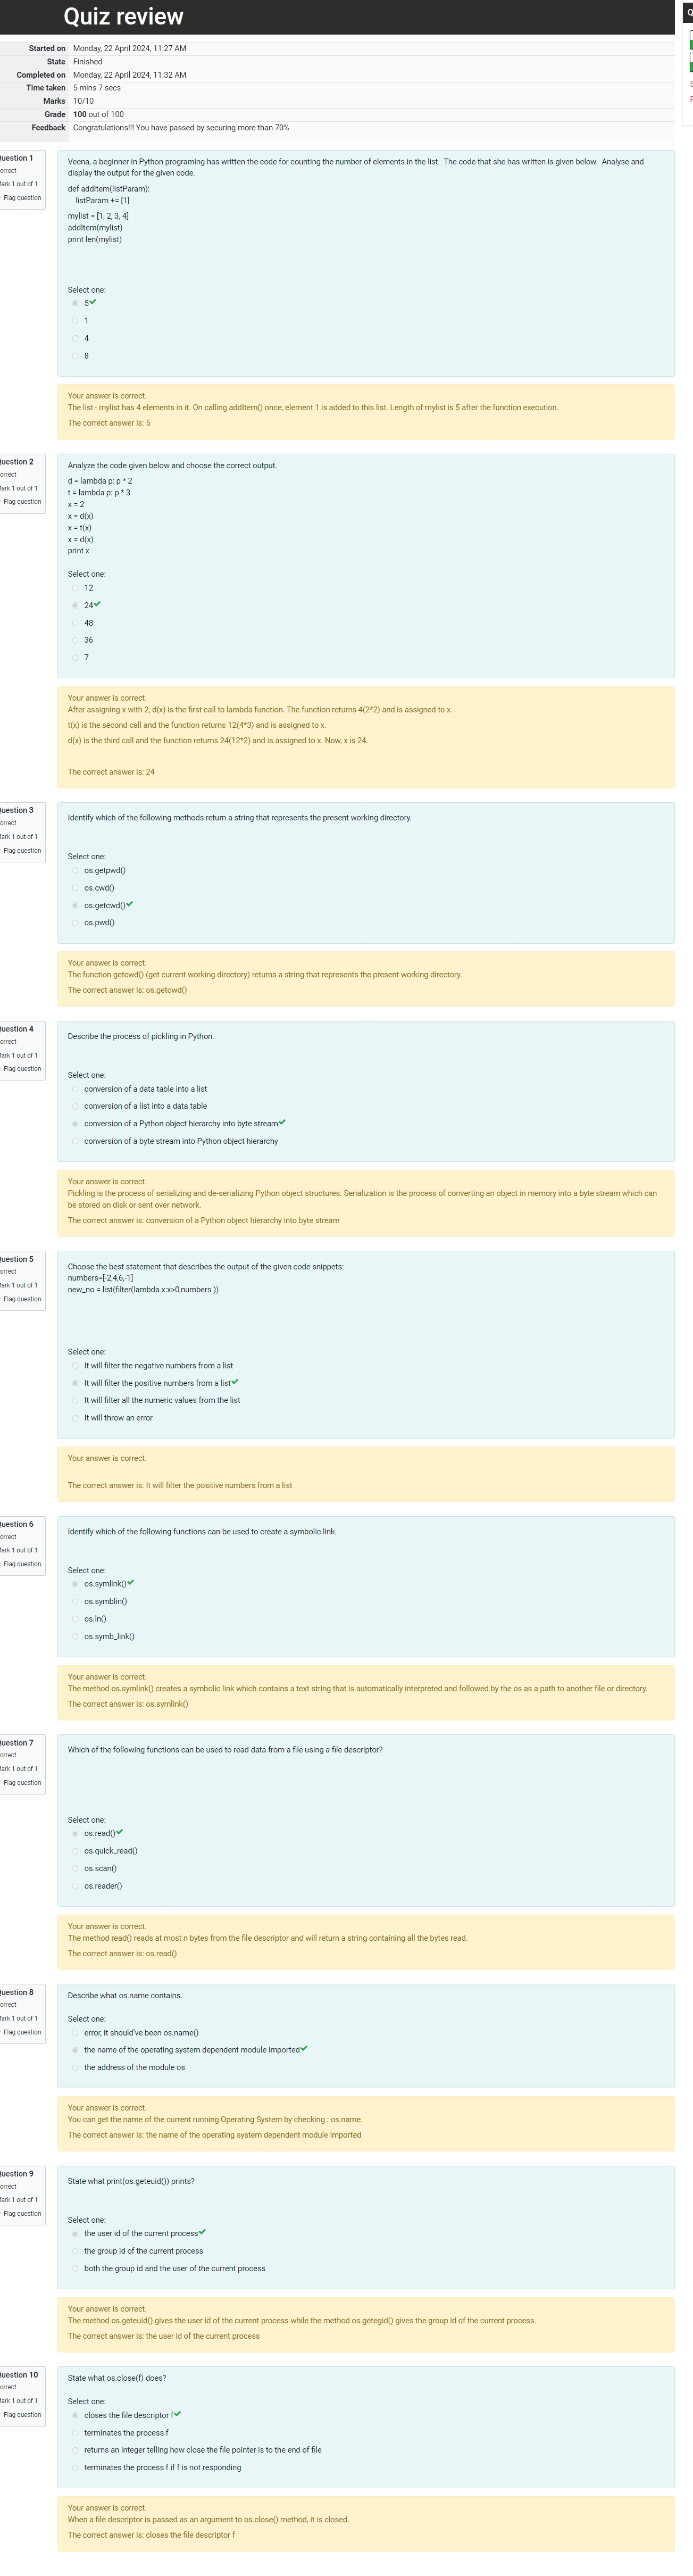 Quiz review
Started on Monday, 22 April 2024, 11:27 AM
State Finished
Completed on Monday, 22 April 2024, 11:32 AM
Time taken 5 mins 7 secs
Marks 10/10
Grade 100 out of 100
Feedback Congratulations!!! You have passed by securing more than 70%
uestion 1
orrect
ark 1 out of 1
Flag question
Veena, a beginner in Python programing has written the code for counting the number of elements in the list. The code that she has written is given below. Analyse and
display the output for the given code.
def addItem(listParam):
listParam += [1]
mylist = [1, 2, 3, 4]
addItem(mylist)
print len(mylist)
Select one:
5
1
4
8
Your answer is correct.
The list - mylist has 4 elements in it. On calling addItem() once, element 1 is added to this list. Length of mylist is 5 after the function execution.
The correct answer is: 5
uestion 2
orrect
ark 1 out of 1
Flag question
Analyze the code given below and choose the correct output.
d = lambda p: p * 2
t = lambda p: p * 3
x = 2
x = d(x)
x = t(x)
x = d(x)
print x
Select one:
12
24
48
36
7
Your answer is correct.
After assigning x with 2, d(x) is the first call to lambda function. The function returns 4(2*2) and is assigned to x.
t(x) is the second call and the function returns 12(4*3) and is assigned to x.
d(x) is the third call and the function returns 24(12*2) and is assigned to x. Now, x is 24.
The correct answer is: 24
uestion 3
orrect
ark 1 out of 1
Flag question
Identify which of the following methods return a string that represents the present working directory.
Select one:
os.getpwd()
os.cwd()
os.getcwd()
os.pwd()
Your answer is correct.
The function getcwd() (get current working directory) returns a string that represents the present working directory.
The correct answer is: os.getcwd()
uestion 4
orrect
ark 1 out of 1
Flag question
Describe the process of pickling in Python.
Select one:
conversion of a data table into a list
conversion of a list into a data table
conversion of a Python object hierarchy into byte stream
conversion of a byte stream into Python object hierarchy
Your answer is correct.
Pickling is the process of serializing and de-serializing Python object structures. Serialization is the process of converting an object in memory into a byte stream which can
be stored on disk or sent over network.
The correct answer is: conversion of a Python object hierarchy into byte stream
uestion 5
orrect
ark 1 out of 1
Flag question
Choose the best statement that describes the output of the given code snippets:
numbers=[-2,4,6,-1]
new_no = list(filter(lambda x:x>0,numbers ))
Select one:
It will filter the negative numbers from a list
It will filter the positive numbers from a list
It will filter all the numeric values from the list
It will throw an error
Your answer is correct.
The correct answer is: It will filter the positive numbers from a list
uestion 6
orrect
ark 1 out of 1
Flag question
Identify which of the following functions can be used to create a symbolic link.
Select one:
os.symlink()
os.symblin()
os.ln()
os.symb_link()
Your answer is correct.
The method os.symlink() creates a symbolic link which contains a text string that is automatically interpreted and followed by the os as a path to another file or directory.
The correct answer is: os.symlink()
uestion 7
orrect
ark 1 out of 1
Flag question
Which of the following functions can be used to read data from a file using a file descriptor?
Select one:
os.read()
os.quick_read()
os.scan()
os.reader()
Your answer is correct.
The method read() reads at most n bytes from the file descriptor and will return a string containing all the bytes read.
The correct answer is: os.read()
uestion 8
orrect
ark 1 out of 1
Flag question
Describe what os.name contains.
Select one:
error, it should've been os.name()
the name of the operating system dependent module imported
the address of the module os
Your answer is correct.
You can get the name of the current running Operating System by checking : os.name.
The correct answer is: the name of the operating system dependent module imported
uestion 9
orrect
ark 1 out of 1
Flag question
State what print(os.geteuid()) prints?
Select one:
the user id of the current process
the group id of the current process
both the group id and the user of the current process
Your answer is correct.
The method os.geteuid() gives the user id of the current process while the method os.getegid() gives the group id of the current process.
The correct answer is: the user id of the current process
uestion 10
orrect
ark 1 out of 1
Flag question
State what os.close(f) does?
Select one:
closes the file descriptor f
terminates the process f
returns an integer telling how close the file pointer is to the end of file
terminates the process f if f is not responding
Your answer is correct.
When a file descriptor is passed as an argument to os.close() method, it is closed.
The correct answer is: closes the file descriptor f